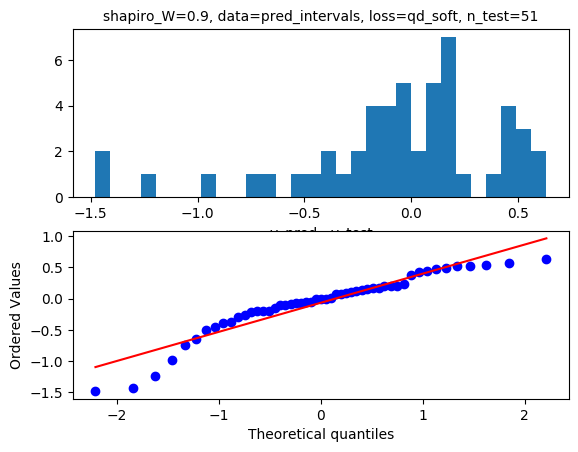 shapiro_W=0.9, data=pred_intervals, loss=qd_soft, n_test=51
6
4
2
0
-1.5 -1.0 -0.5 0.0 0.5
1.0
0.5
0.0
-0.5
-1.0
-1.5
Ordered Values
-2 -1 0 1 2
Theoretical quantiles